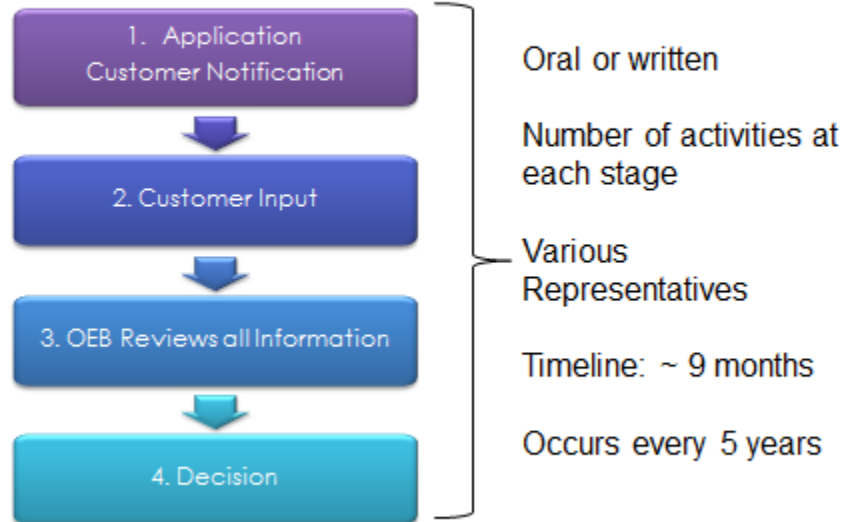 1. Application
Customer Notification
2. Customer Input
3. OEB Reviews all Information
4. Decision
Oral or written
Number of activities at
each stage
Various
Representatives
Timeline: ~ 9 months
Occurs every 5 years